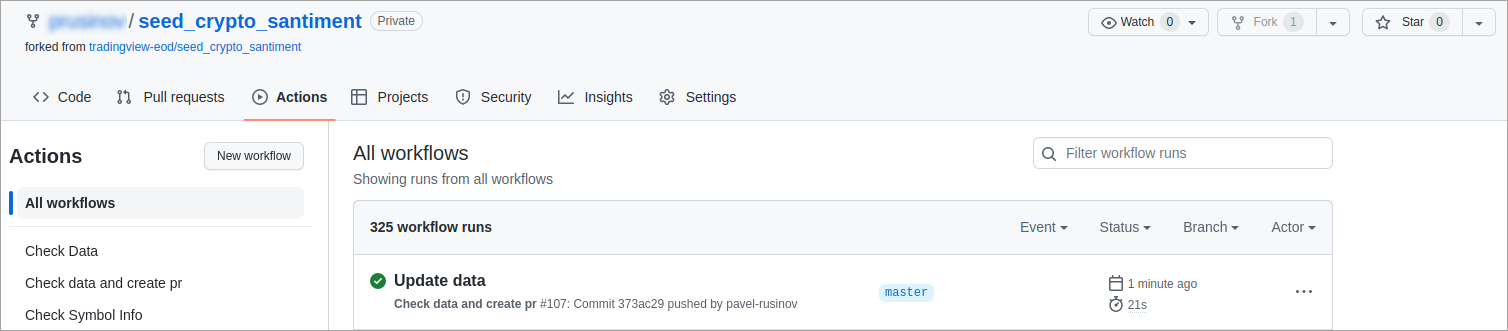 / seed_crypto_santiment Private
Watch 0 Fork 1 Star 0
forked from tradingview-eod/seed_crypto_santiment
Code Pull requests Actions Projects Security Insights Settings
Actions
New workflow
All workflows
Check Data
Check data and create pr
Check Symbol Info
All workflows
Showing runs from all workflows
Filter workflow runs
325 workflow runs Event Status Branch Actor
Update data
Check data and create pr #107: Commit 373ac29 pushed by pavel-rusinov
master
1 minute ago
21s